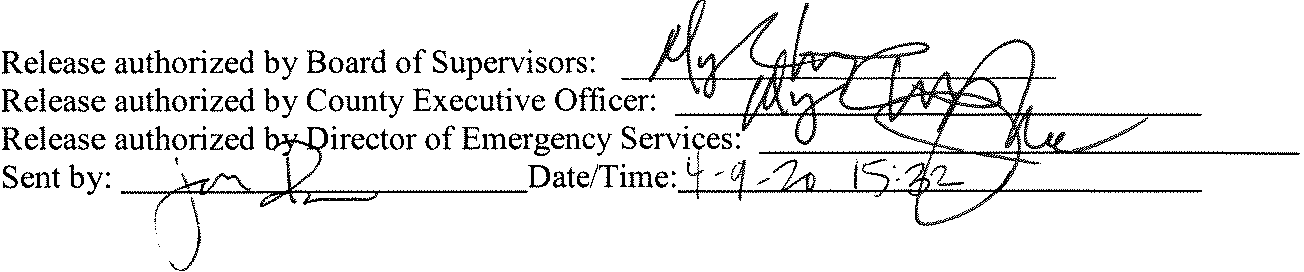 Release authorized by Board of Supervisors:
Release authorized by County Executive Officer:
Release authorized by Director of Emergency Services:
Sent by: Date/Time: 4-9-20 15:32